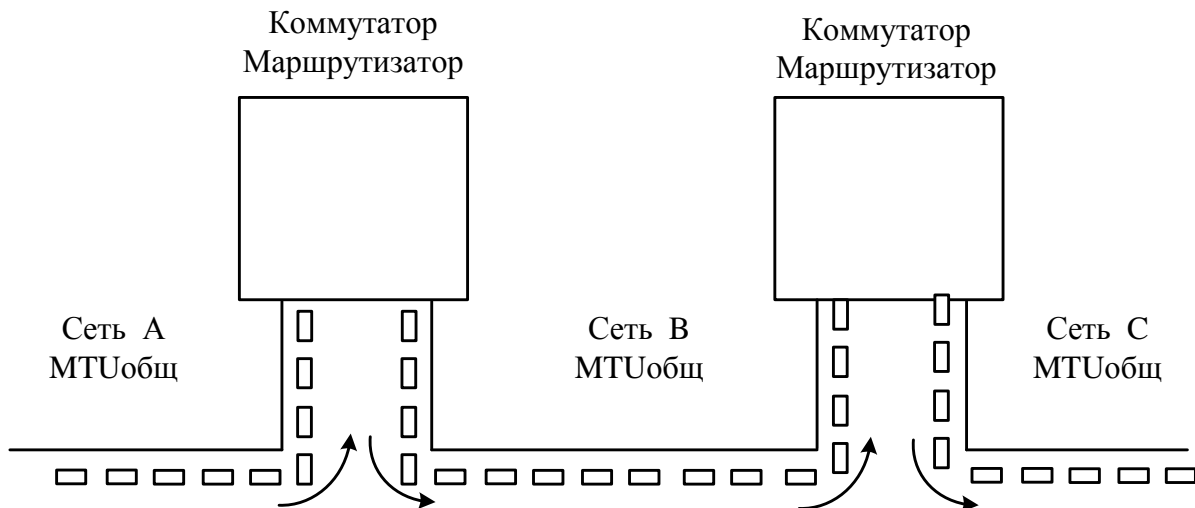 Коммутатор
Маршрутизатор
Коммутатор
Маршрутизатор
Сеть А
MTUобщ
Сеть В
MTUобщ
Сеть С
MTUобщ